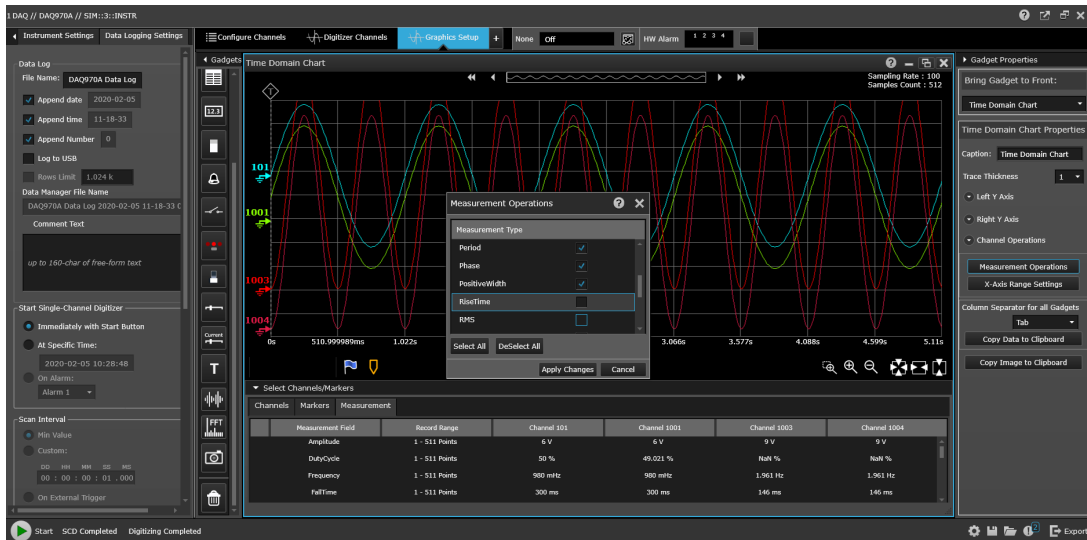 1 DAQ // DAQ970A // SIM::3::INSTR
Instrument Settings
Data Logging Settings
Configure Channels
Digitizer Channels
Graphics Setup
+
None
Off
HW Alarm
1 2 3 4
Data Log
File Name:
DAQ970A Data Log
Append date
2020-02-05
Append time
11-18-33
Append Number
0
Log to USB
Rows Limit
1.024 k
Data Manager File Name
DAQ970A Data Log 2020-02-05 11-18-33 0
Comment Text
up to 160-char of free-form text
Start Single-Channel Digitizer
Immediately with Start Button
At Specific Time:
2020-02-05 10:28:48
On Alarm:
Alarm 1
Scan Interval
Min Value
Custom:
DD HH MM SS MS
00 : 00 : 00 : 01 .000
On External Trigger
Gadgets
12.3
Current
T
FFT
Time Domain Chart
Sampling Rate : 100
Samples Count : 512
T
101
1001
1003
1004
0s
510.999989ms
1.022s
3.066s
3.577s
4.088s
4.599s
5.11s
Measurement Operations
Measurement Type
Period
Phase
PositiveWidth
RiseTime
RMS
Select All
DeSelect All
Apply Changes
Cancel
Select Channels/Markers
Channels
Markers
Measurement
Measurement Field
Record Range
Channel 101
Channel 1001
Channel 1003
Channel 1004
Amplitude
1 - 511 Points
6 V
6 V
9 V
9 V
DutyCycle
1 - 511 Points
50 %
49.021 %
NaN %
NaN %
Frequency
1 - 511 Points
980 mHz
980 mHz
1.961 Hz
1.961 Hz
FallTime
1 - 511 Points
300 ms
300 ms
146 ms
146 ms
Gadget Properties
Bring Gadget to Front:
Time Domain Chart
Time Domain Chart Properties
Caption:
Time Domain Chart
Trace Thickness
1
Left Y Axis
Right Y Axis
Channel Operations
Measurement Operations
X-Axis Range Settings
Column Separator for all Gadgets
Tab
Copy Data to Clipboard
Copy Image to Clipboard
Start
SCD Completed
Digitizing Completed
2
Export